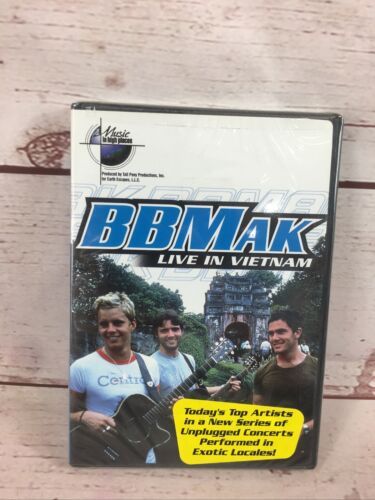 Music
in high places
Produced by Tall Pony Productions, Inc.
for Earth Escapes, L.L.C.
BBMAK
LIVE IN VIETNAM
Today's Top Artists
in a New Series of
Unplugged Concerts
Performed in
Exotic Locales!